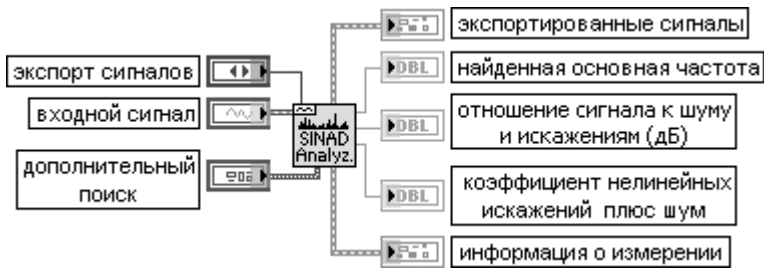 экспорт сигналов
входной сигнал
дополнительный
поиск
SINAD
Analyz.
DBL
DBL
DBL
экспортированные сигналы
найденная основная частота
отношение сигнала к шуму
и искажениям (дБ)
коэффициент нелинейных
искажений плюс шум
информация о измерении